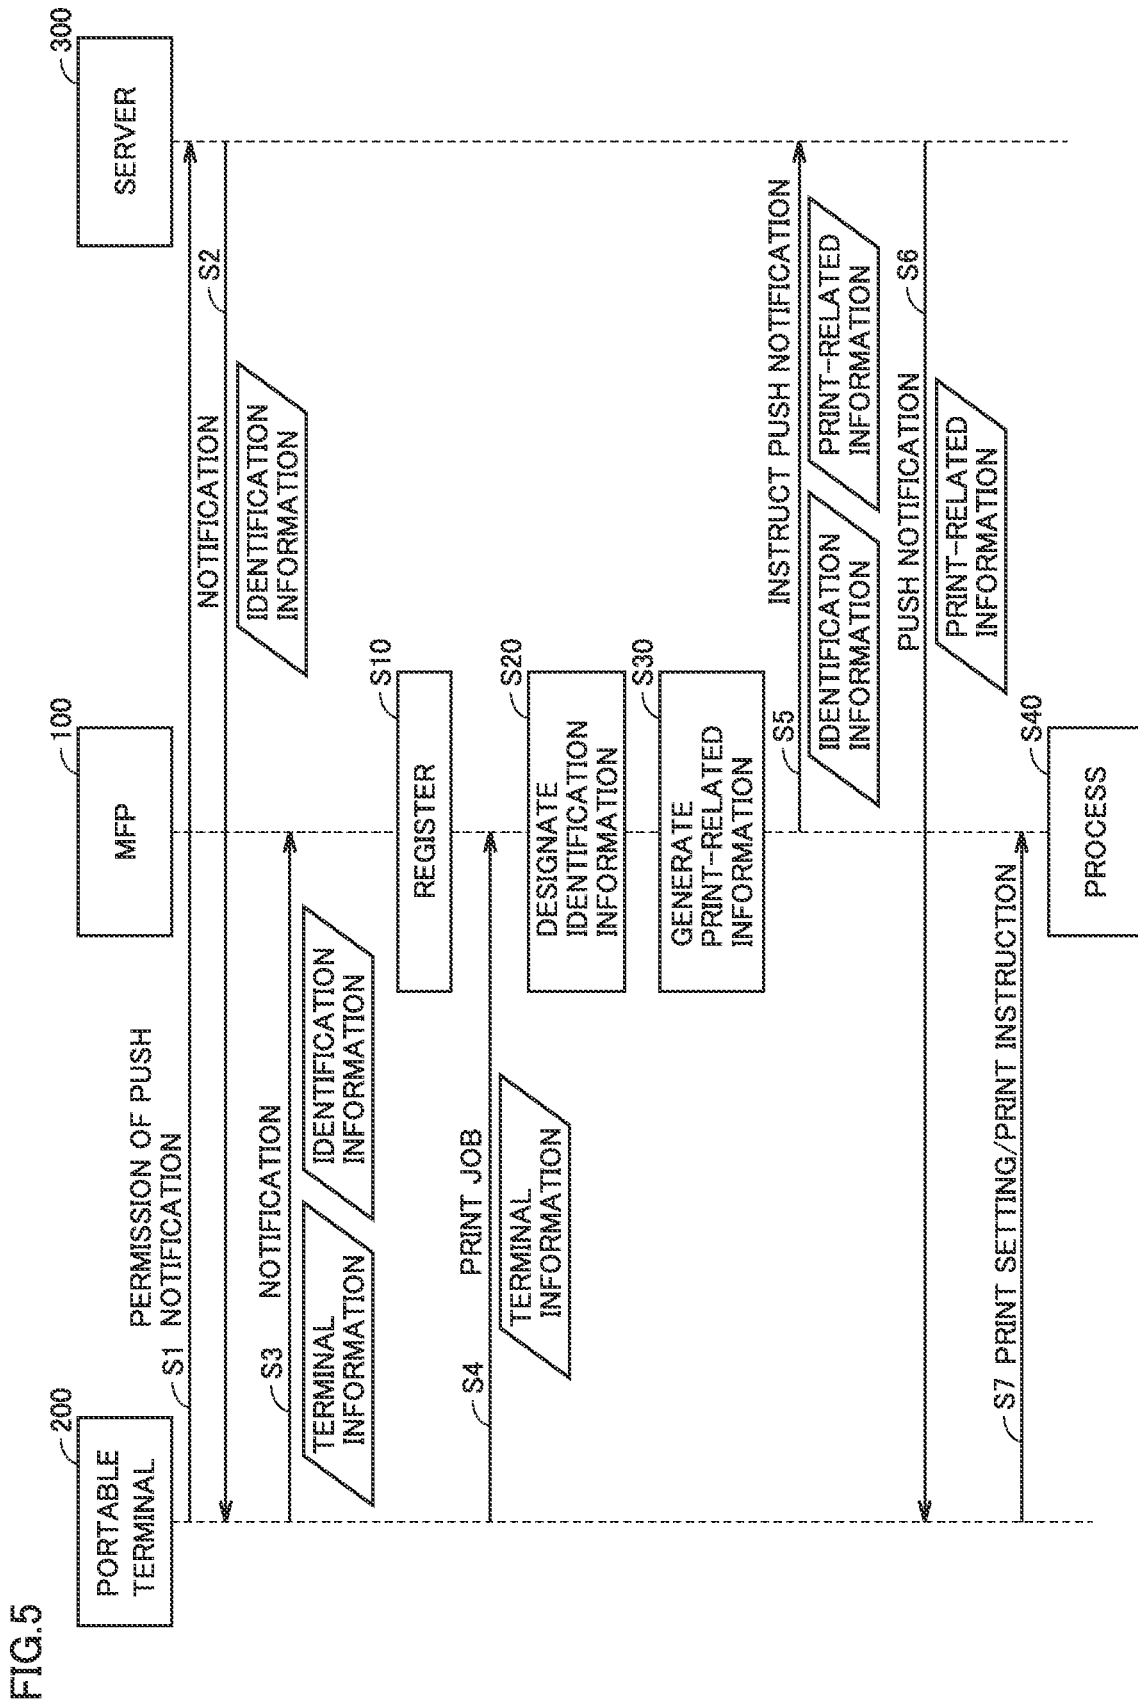 FIG.5
PORTABLE
TERMINAL
200
MFP
100
SERVER
300
PERMISSION OF PUSH
NOTIFICATION
S1
NOTIFICATION
S2
IDENTIFICATION
INFORMATION
S3
NOTIFICATION
TERMINAL
INFORMATION
IDENTIFICATION
INFORMATION
REGISTER
S10
S4
PRINT JOB
TERMINAL
INFORMATION
DESIGNATE
IDENTIFICATION
INFORMATION
S20
GENERATE
PRINT-RELATED
INFORMATION
S30
S5
INSTRUCT PUSH NOTIFICATION
IDENTIFICATION
INFORMATION
PRINT-RELATED
INFORMATION
PUSH NOTIFICATION
S6
PRINT-RELATED
INFORMATION
S7 PRINT SETTING/PRINT INSTRUCTION
PROCESS
S40